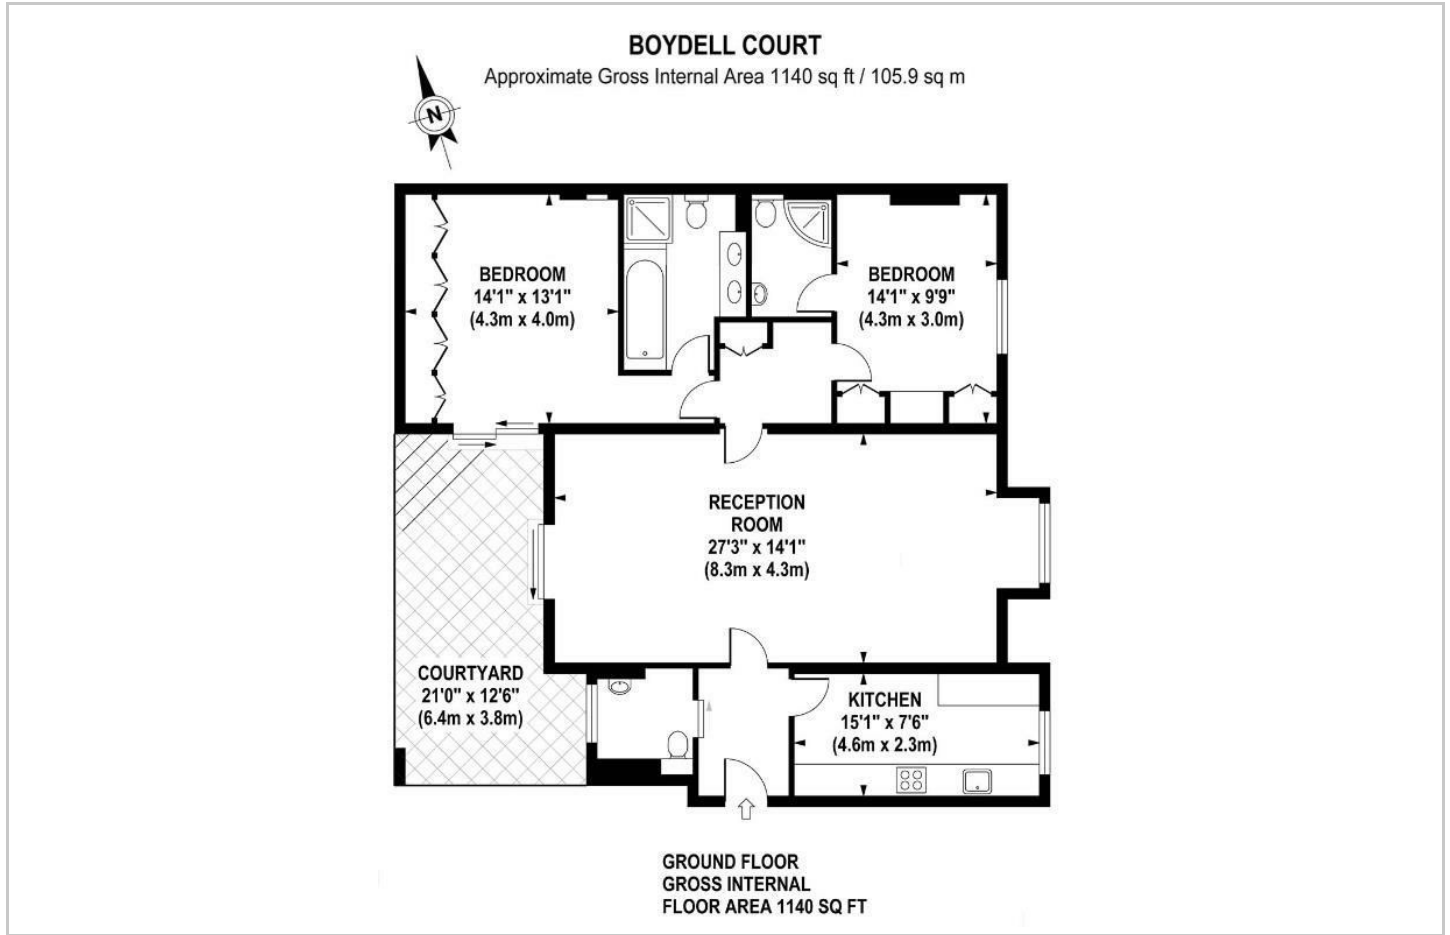 BOYDELL COURT
Approximate Gross Internal Area 1140 sq ft / 105.9 sq m
N
BEDROOM
14'1" x 13'1"
(4.3m x 4.0m)
BEDROOM
14'1" x 9'9"
(4.3m x 3.0m)
RECEPTION
ROOM
27'3" x 14'1"
(8.3m x 4.3m)
COURTYARD
21'0" x 12'6"
(6.4m x 3.8m)
KITCHEN
15'1" x 7'6"
(4.6m x 2.3m)
GROUND FLOOR
GROSS INTERNAL
FLOOR AREA 1140 SQ FT